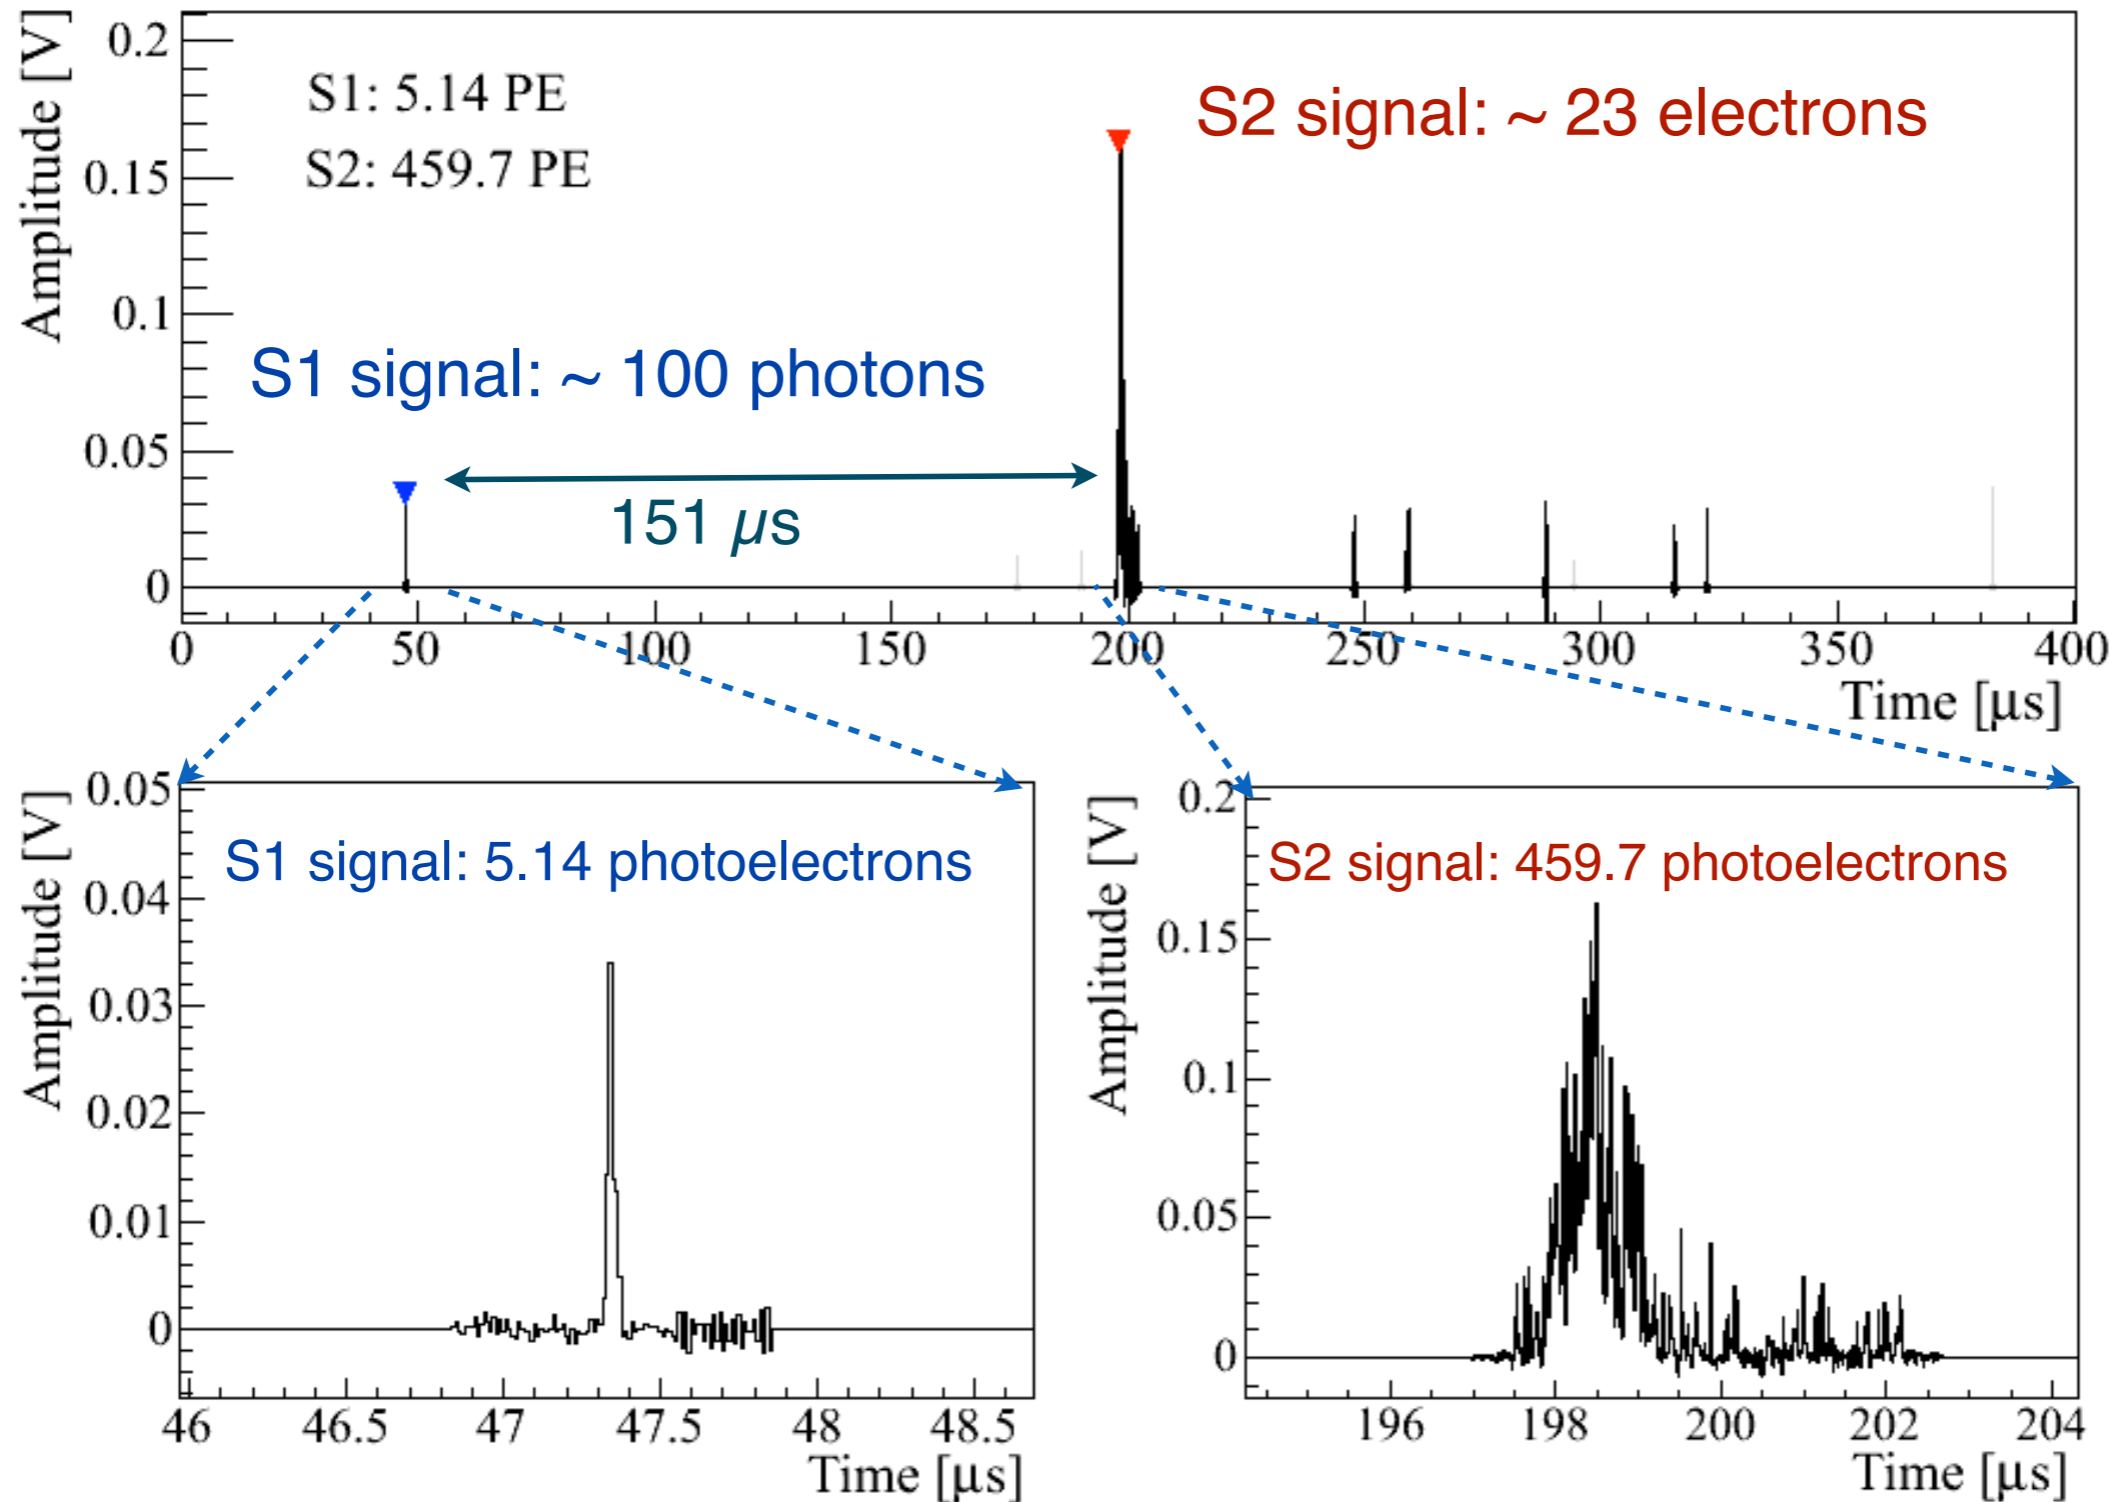 Amplitude [V]
0.2
0.15
0.1
0.05
0
S1: 5.14 PE
S2: 459.7 PE
S2 signal: ~ 23 electrons
S1 signal: ~ 100 photons
151 µs
0 50 100 150 200 250 300 350 400
Time [µs]
Amplitude [V]
0.05
0.04
0.03
0.02
0.01
0
S1 signal: 5.14 photoelectrons
46 46.5 47 47.5 48 48.5
Time [µs]
Amplitude [V]
0.2
0.15
0.1
0.05
0
S2 signal: 459.7 photoelectrons
196 198 200 202 204
Time [µs]